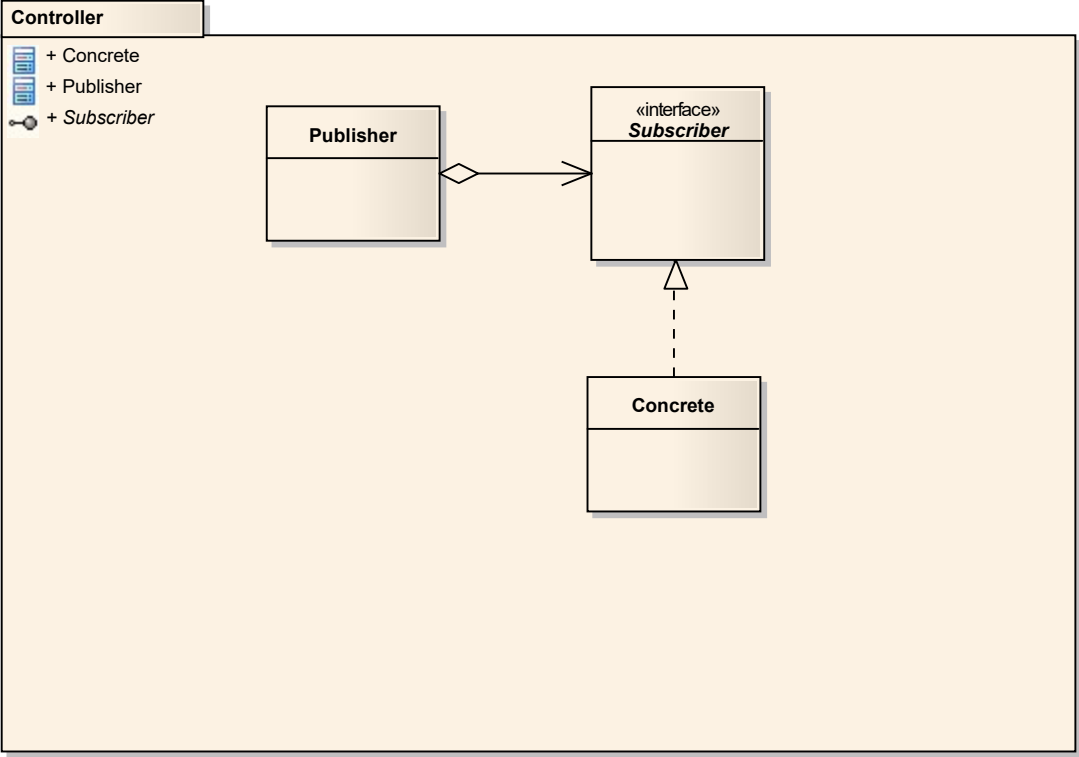 Controller
+ Concrete
+ Publisher
+ Subscriber
Publisher
«interface»
Subscriber
Concrete